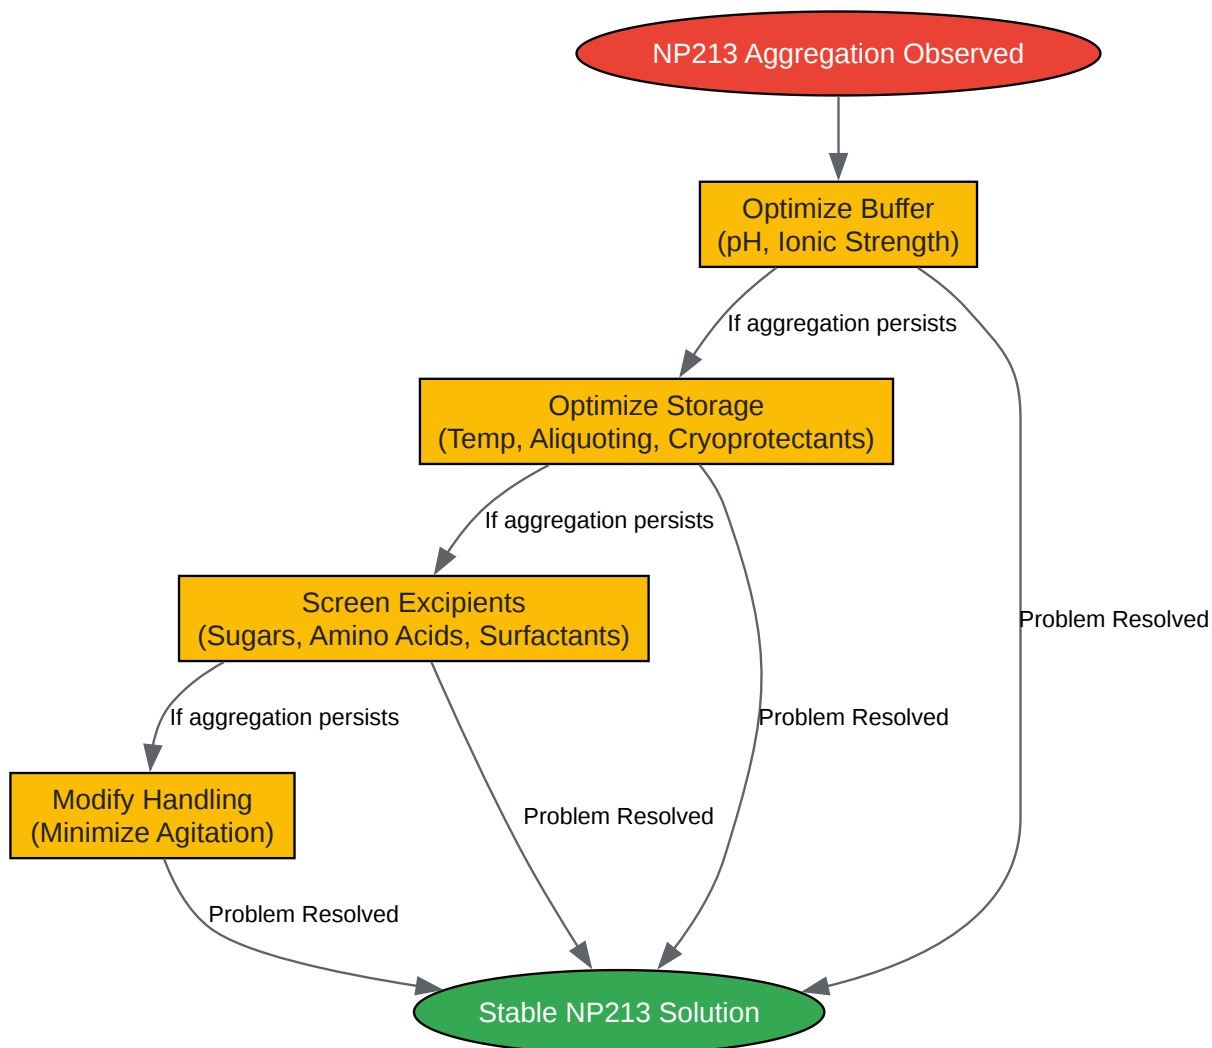 NP213 Aggregation Observed
Optimize Buffer
(pH, Ionic Strength)
If aggregation persists
Optimize Storage
(Temp, Aliquoting, Cryoprotectants)
If aggregation persists
Screen Excipients
(Sugars, Amino Acids, Surfactants)
Problem Resolved
If aggregation persists
Problem Resolved
Modify Handling
(Minimize Agitation)
Problem Resolved
Problem Resolved
Stable NP213 Solution